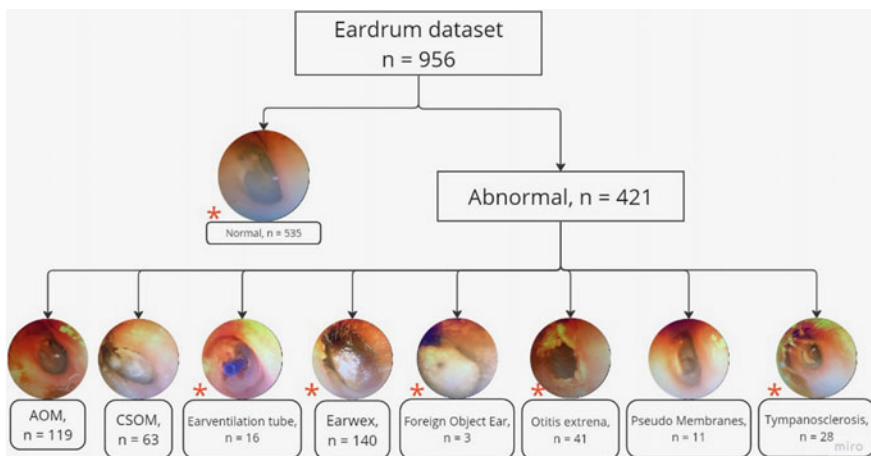 Eardrum dataset
n = 956
Normal, n = 535
Abnormal, n = 421
AOM,
n = 119
CSOM,
n = 63
Earventilation tube,
n = 16
Earwex,
n = 140
Foreign Object Ear,
n = 3
Otitis extrena,
n = 41
Pseudo Membranes,
n = 11
Tympanosclerosis,
n = 28
miro